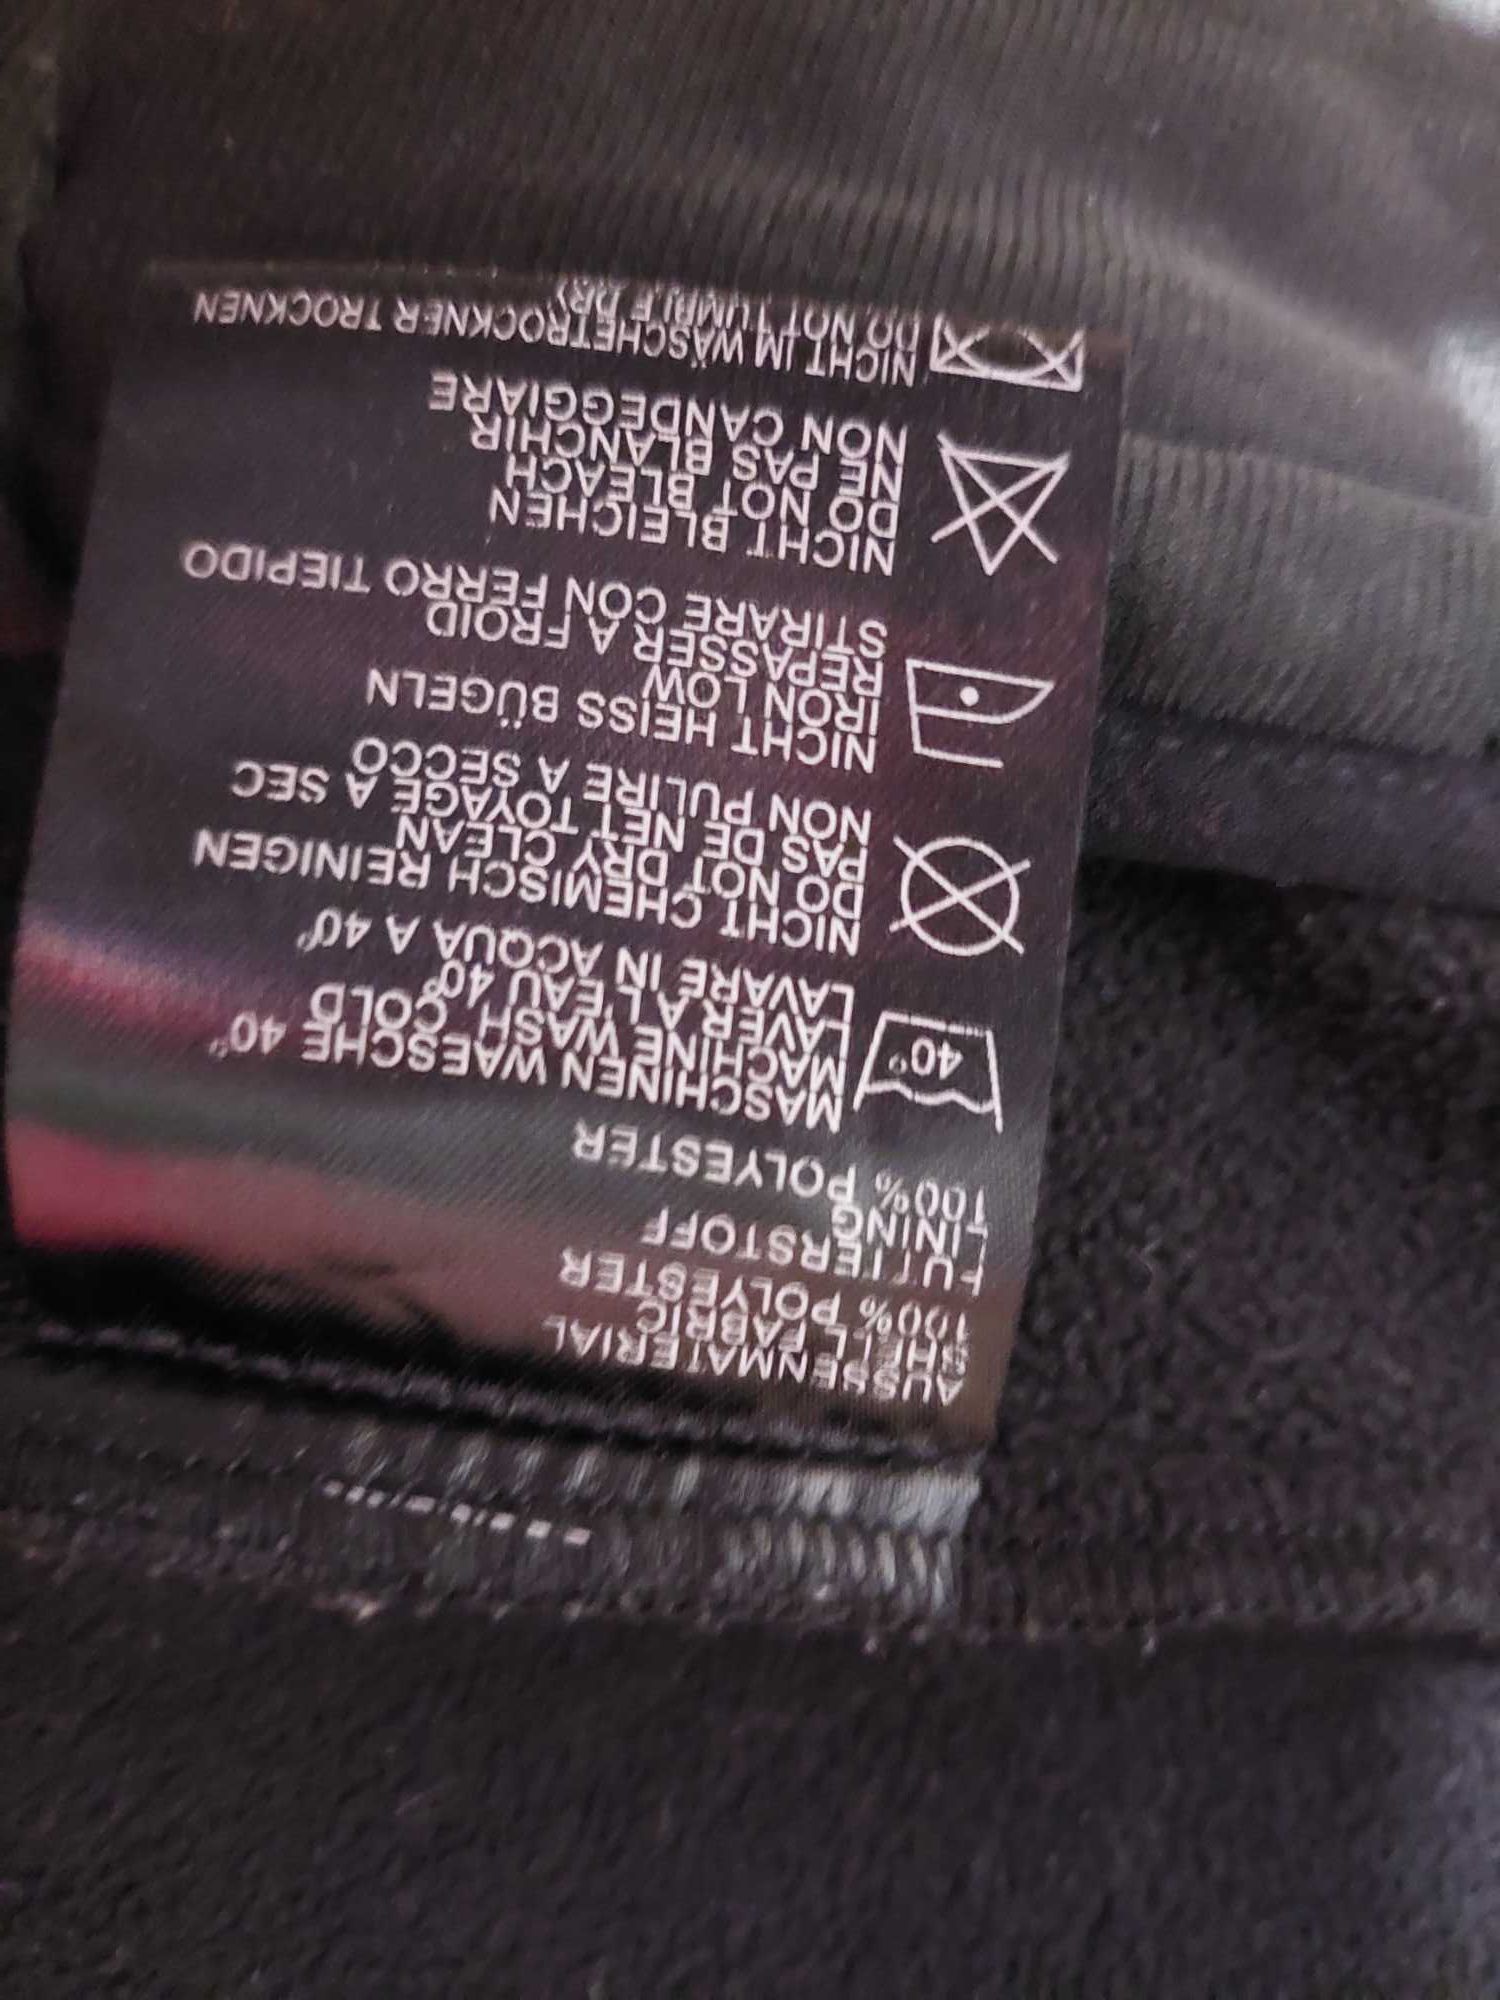 AUSSENMATERIAL
SHELL FABRIC
100% POLYESTER
FUTTERSTOFF
LINING
100% POLYESTER
40°
MASCHINEN WAESCHE 40°
MACHINE WASH COLD
LAVER A L'EAU 40°
LAVARE IN ACQUA A 40°
NICHT CHEMISCH REINIGEN
DO NOT DRY CLEAN
PAS DE NET TOYAGE A SEC
NON PULIRE A SECCO
NICHT HEISS BÜGELN
IRON LOW
REPASSER A FROID
STIRARE CON FERRO TIEPIDO
NICHT BLEICHEN
DO NOT BLEACH
NE PAS BLANCHIR
NON CANDEGGIARE
NICHT IM WÄSCHETROCKNER TROCKNEN
DO NOT TUMBLE DRY